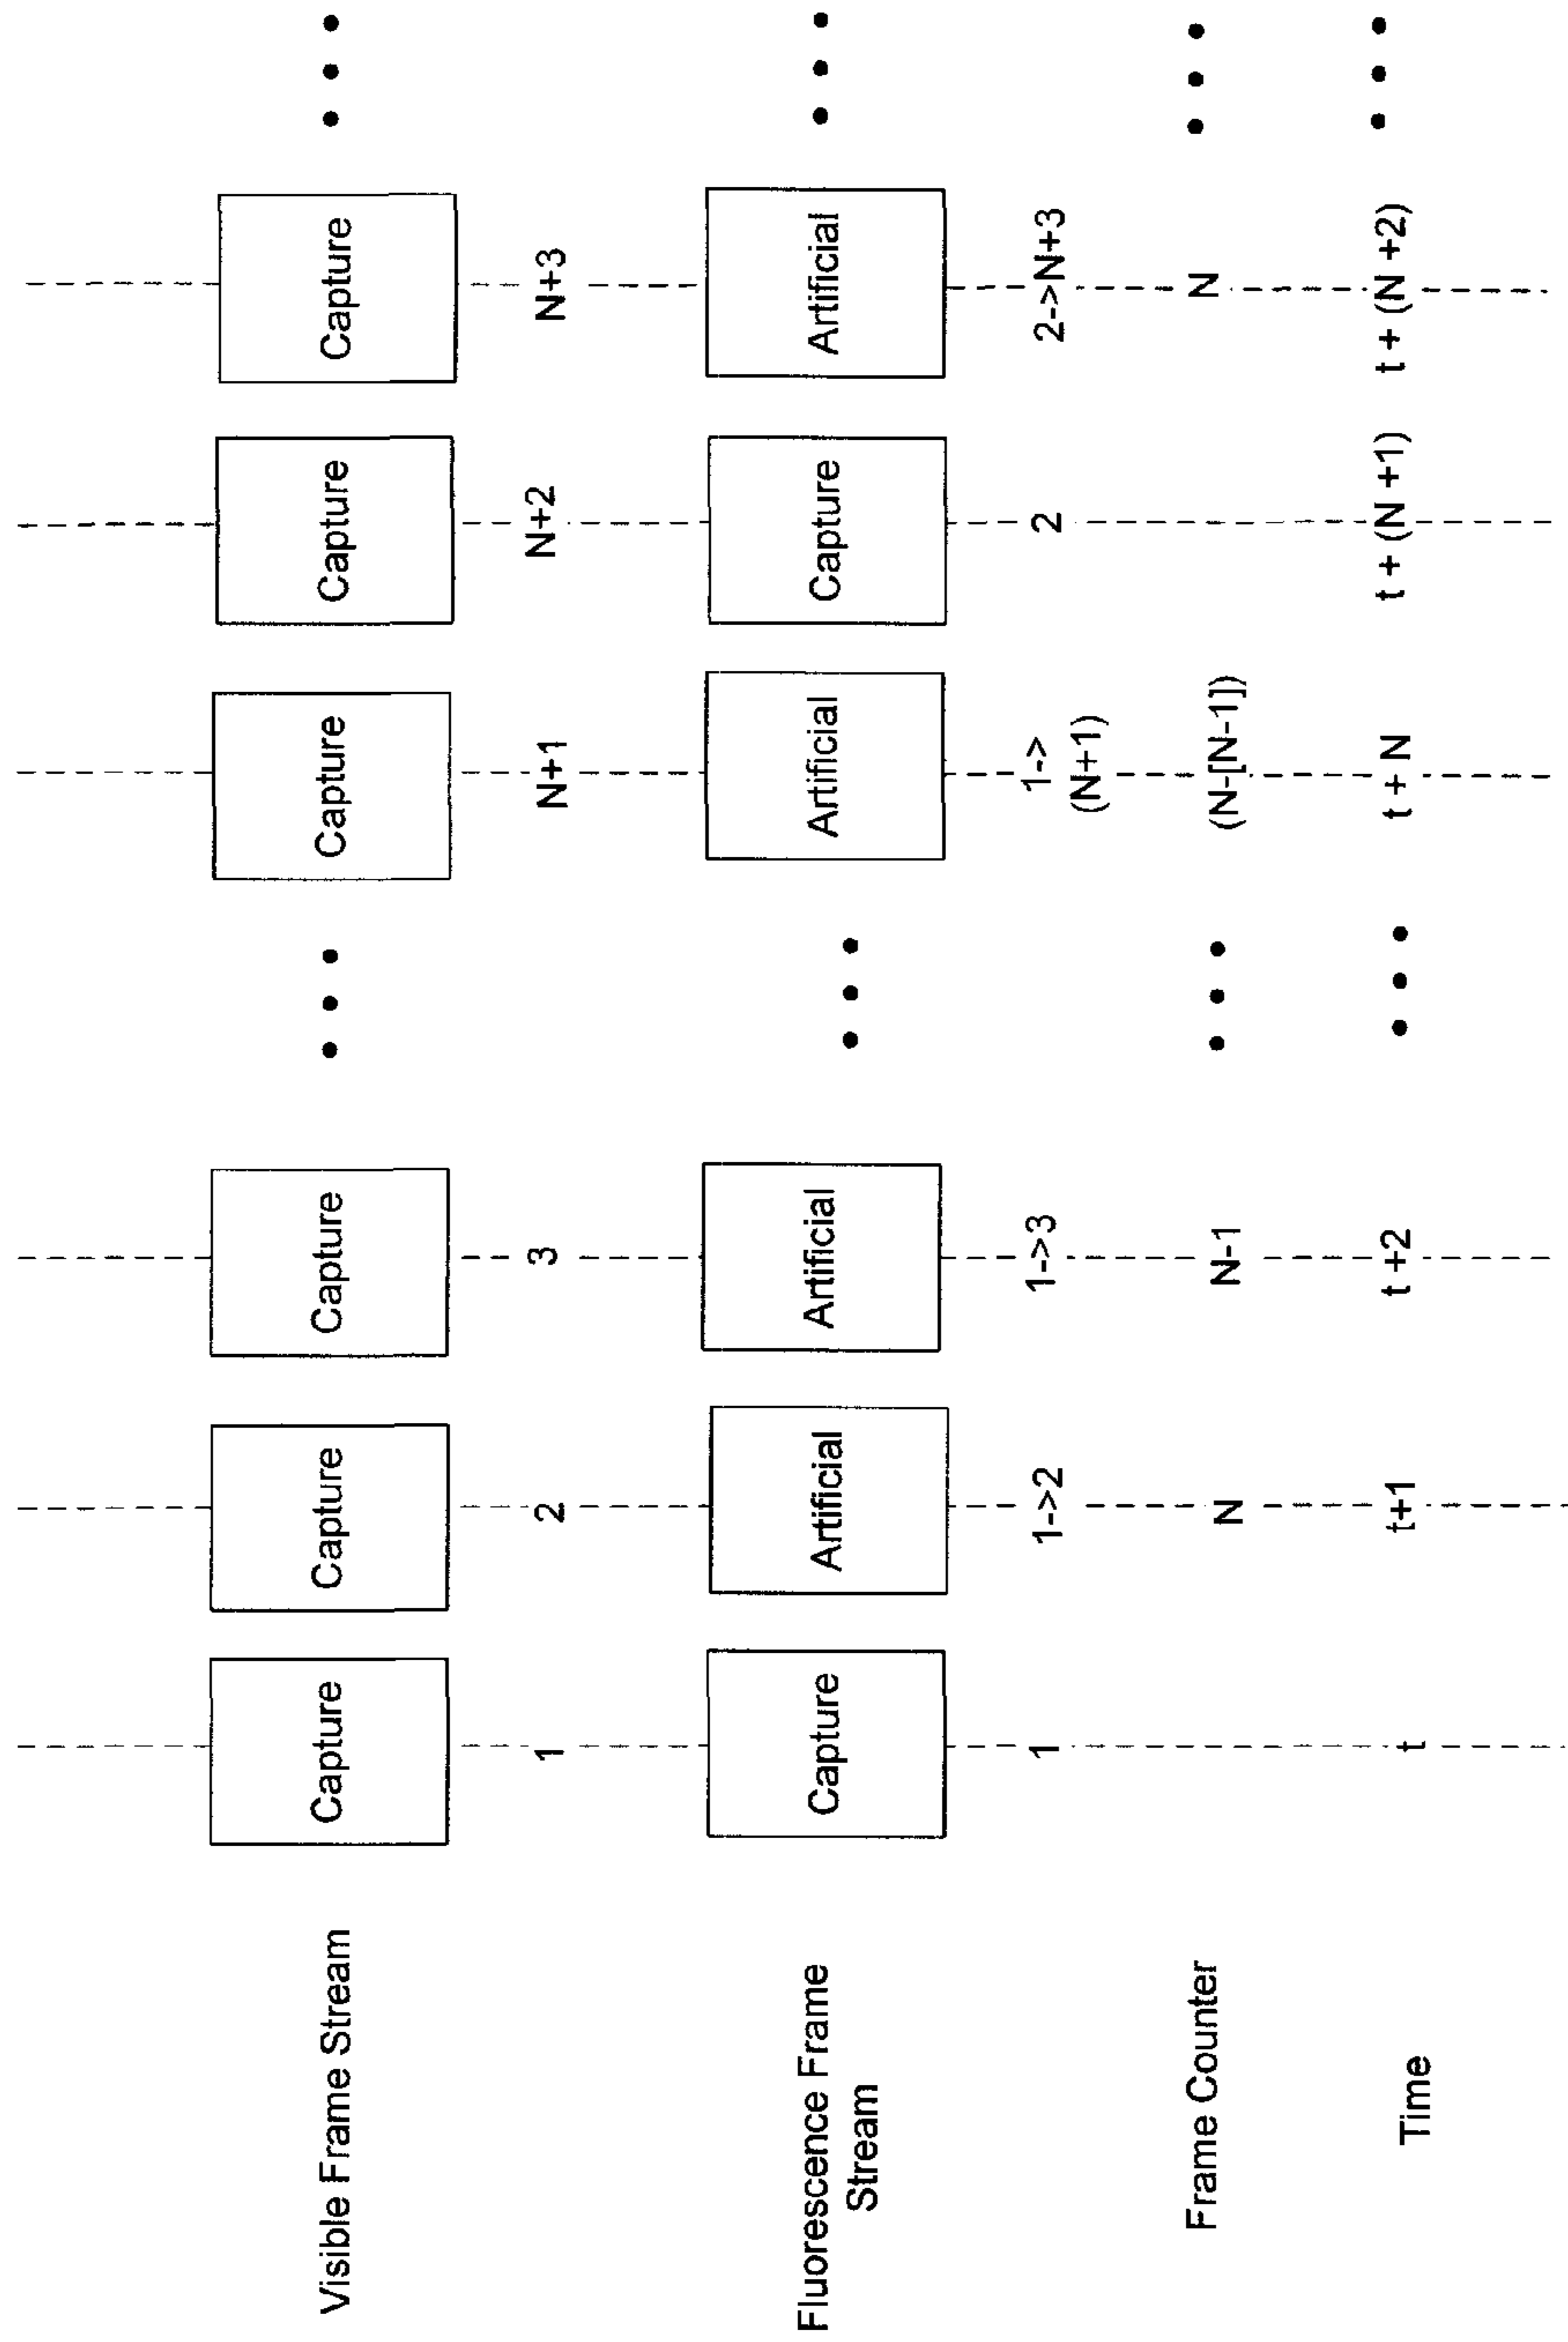 Visible Frame Stream
Capture
Capture
Capture
Capture
Capture
Capture
1
2
3
N+1
N+2
N+3
Fluorescence Frame
Stream
Capture
Artificial
Artificial
Artificial
Capture
Artificial
1
1->2
1->3
1->
(N+1)
2
2->N+3
Frame Counter
N
N-1
(N-[N-1])
N
Time
t
t+1
t +2
t + N
t + (N +1)
t + (N +2)